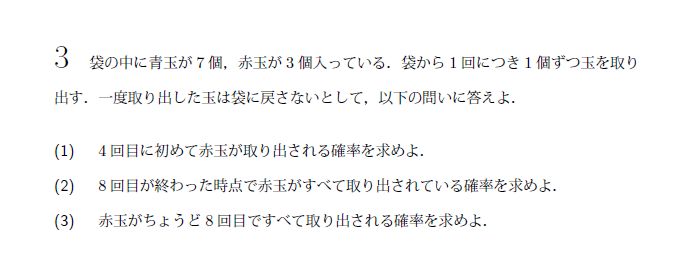 3 袋の中に青玉が 7 個，赤玉が 3 個入っている．袋から 1 回につき 1 個ずつ玉を取り
出す．一度取り出した玉は袋に戻さないとして，以下の問いに答えよ．
(1) 4 回目に初めて赤玉が取り出される確率を求めよ．
(2) 8 回目が終わった時点で赤玉がすべて取り出されている確率を求めよ．
(3) 赤玉がちょうど 8 回目ですべて取り出される確率を求めよ．